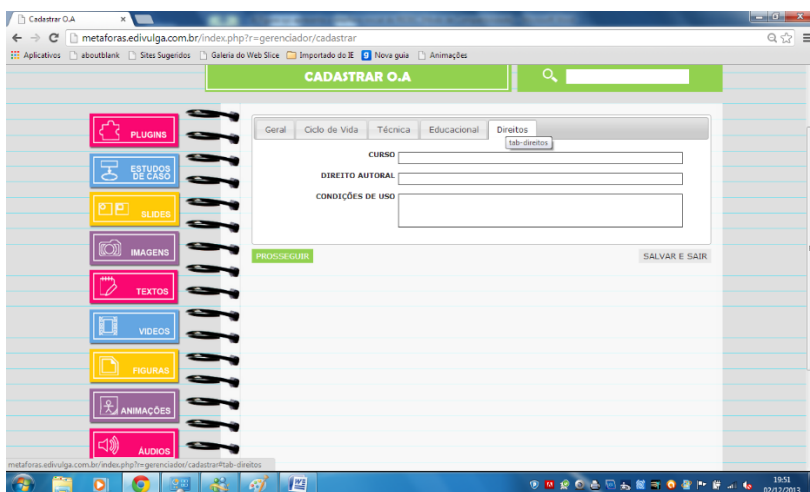 Cadastrar O.A
metaforas.edivulga.com.br/index.php?r=gerenciador/cadastrar
Aplicativos aboutblank Sites Sugeridos Galeria do Web Slice Importado do IE Nova guia Animações
CADASTRAR O.A
PLUGINS
ESTUDOS
DE CASO
SLIDES
IMAGENS
TEXTOS
VIDEOS
FIGURAS
ANIMAÇÕES
ÁUDIOS
Geral Ciclo de Vida Técnica Educacional Direitos
tab-direitos
CURSO
DIREITO AUTORAL
CONDIÇÕES DE USO
PROSSEGUIR SALVAR E SAIR
metaforas.edivulga.com.br/index.php?r=gerenciador/cadastrar#tab-direitos
19:51
02/12/2013